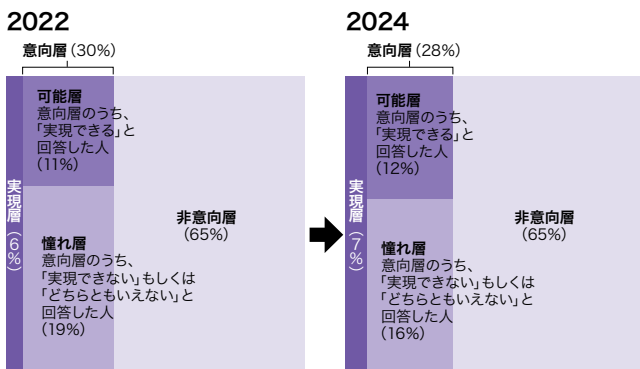 2022
意向層（30%）
実現層（6%）
可能層
意向層のうち、
「実現できる」と
回答した人
（11%）
憧れ層
意向層のうち、
「実現できない」もしくは
「どちらともいえない」と
回答した人
（19%）
非意向層
（65%）
2024
意向層（28%）
実現層（7%）
可能層
意向層のうち、
「実現できる」と
回答した人
（12%）
憧れ層
意向層のうち、
「実現できない」もしくは
「どちらともいえない」と
回答した人
（16%）
非意向層
（65%）